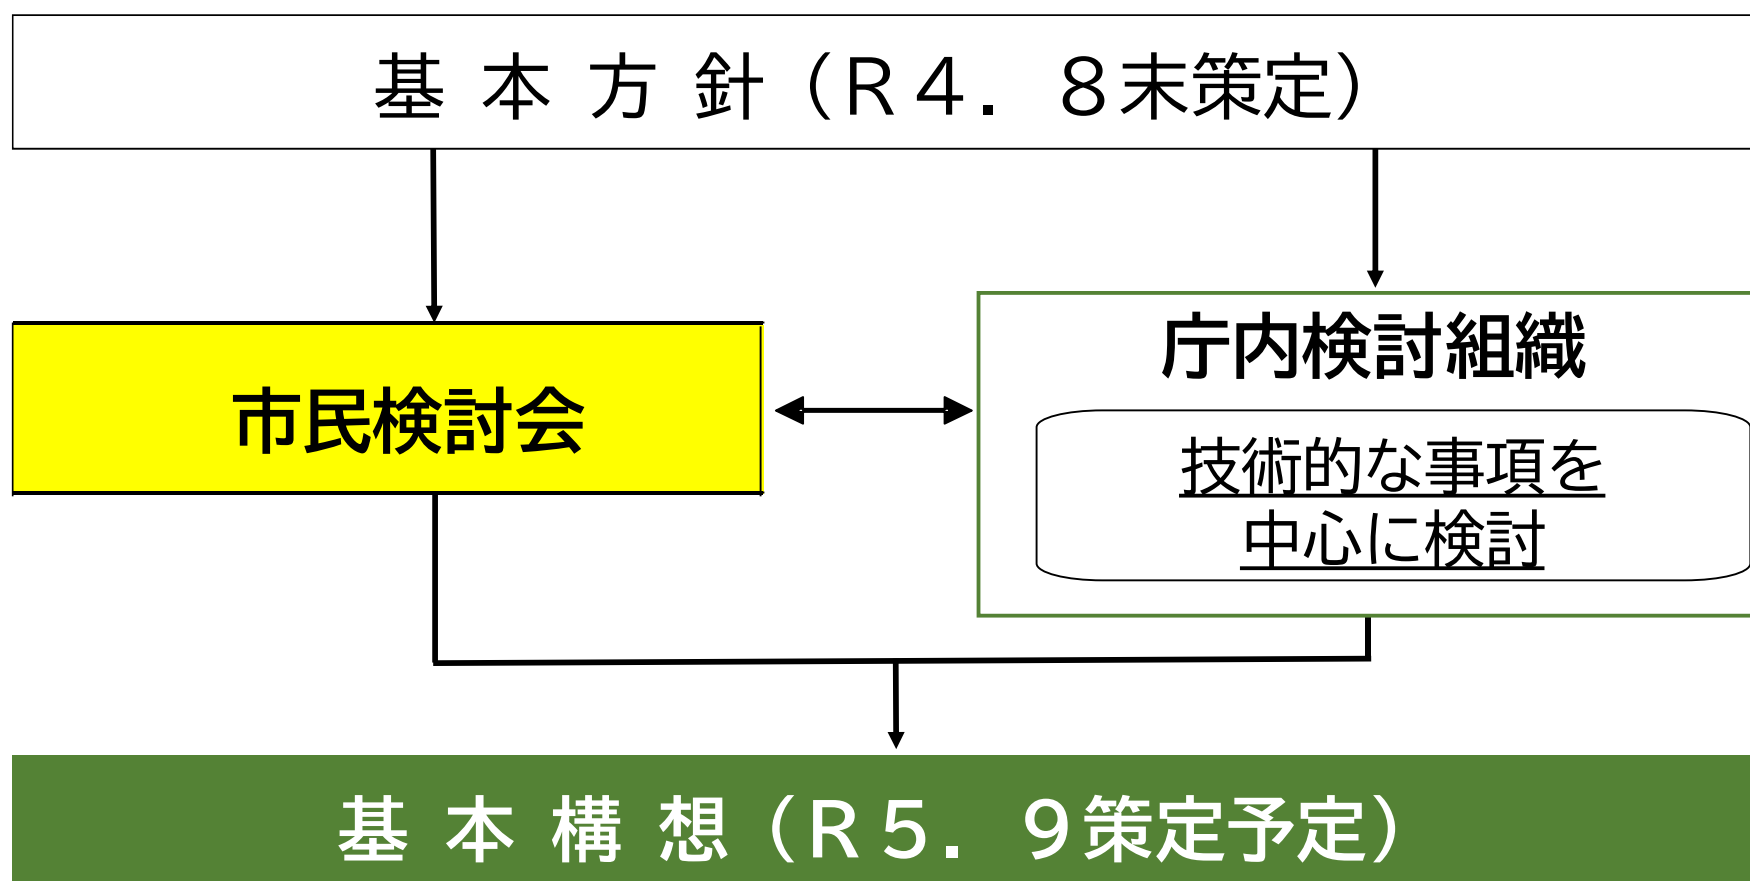 基 本 方 針（Ｒ４．８末策定）
市民検討会
庁内検討組織
技術的な事項を
中心に検討
基 本 構 想（Ｒ５．９策定予定）